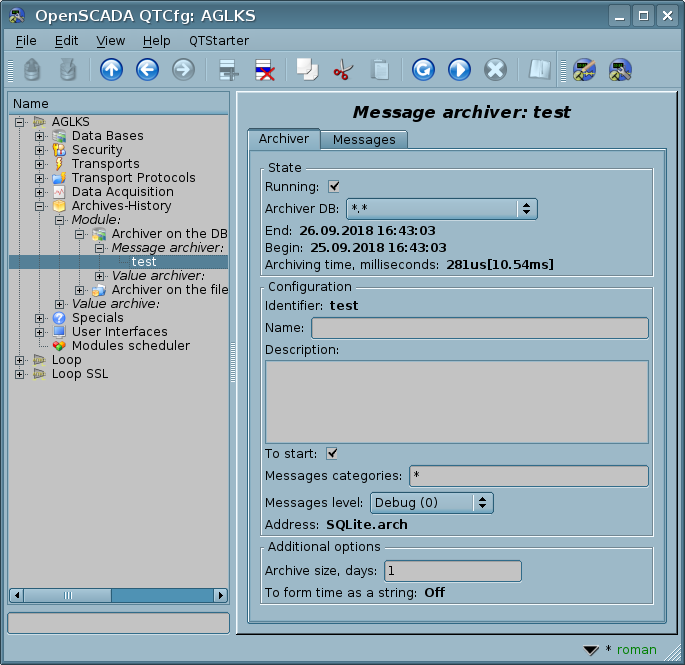 OpenSCADA QTCfg: AGLKS
File Edit View Help QTStarter
Name
AGLKS
Data Bases
Security
Transports
Transport Protocols
Data Acquisition
Archives-History
Module:
Archiver on the DB
Message archiver:
test
Value archiver:
Archiver on the file
Value archive:
Specials
User Interfaces
Modules scheduler
Loop
Loop SSL
Message archiver: test
Archiver Messages
State
Running:
Archiver DB: *.*
End: 26.09.2018 16:43:03
Begin: 25.09.2018 16:43:03
Archiving time, milliseconds: 281us[10.54ms]
Configuration
Identifier: test
Name:
Description:
To start:
Messages categories: *
Messages level: Debug (0)
Address: SQLite.arch
Additional options
Archive size, days: 1
To form time as a string: Off
* roman